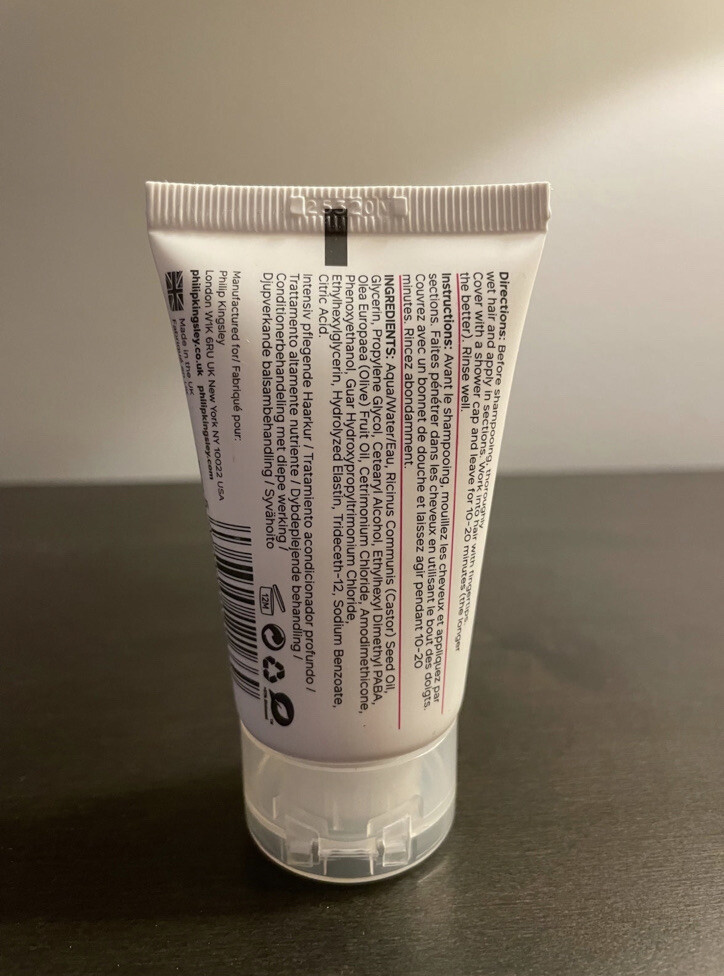 Directions: Before shampooing, thoroughly
wet hair and apply in sections. Work into hair with fingertips.
Cover with a shower cap and leave for 10-20 minutes (the longer
the better). Rinse well.
Instructions: Avant le shampooing, mouillez les cheveux et appliquez par
sections. Faites pénétrer dans les cheveux en utilisant le bout des doigts.
Couvrez avec un bonnet de douche et laissez agir pendant 10-20
minutes. Rincez abondamment.
INGREDIENTS: Aqua/Water/Eau, Ricinus Communis (Castor) Seed Oil,
Glycerin, Propylene Glycol, Cetearyl Alcohol, Ethylhexyl Dimethyl PABA,
Olea Europaea (Olive) Fruit Oil, Cetrimonium Chloride, Amodimethicone,
Phenoxyethanol, Guar Hydroxypropyltrimonium Chloride,
Ethylhexylglycerin, Hydrolyzed Elastin, Trideceth-12, Sodium Benzoate,
Citric Acid.
Intensiv pflegende Haarkur / Tratamiento acondicionador profundo /
Trattamento altamente nutriente / Dybdeplejende behandling /
Conditionerbehandeling met diepe werking /
Djupverkande balsambehandling / Syvähoito
12M
Manufactured for/ Fabriqué pour:
Philip Kingsley
London W1K 6RU UK New York NY 10022 USA
philipkingsley.co.uk philipkingsley.com
Made in the UK